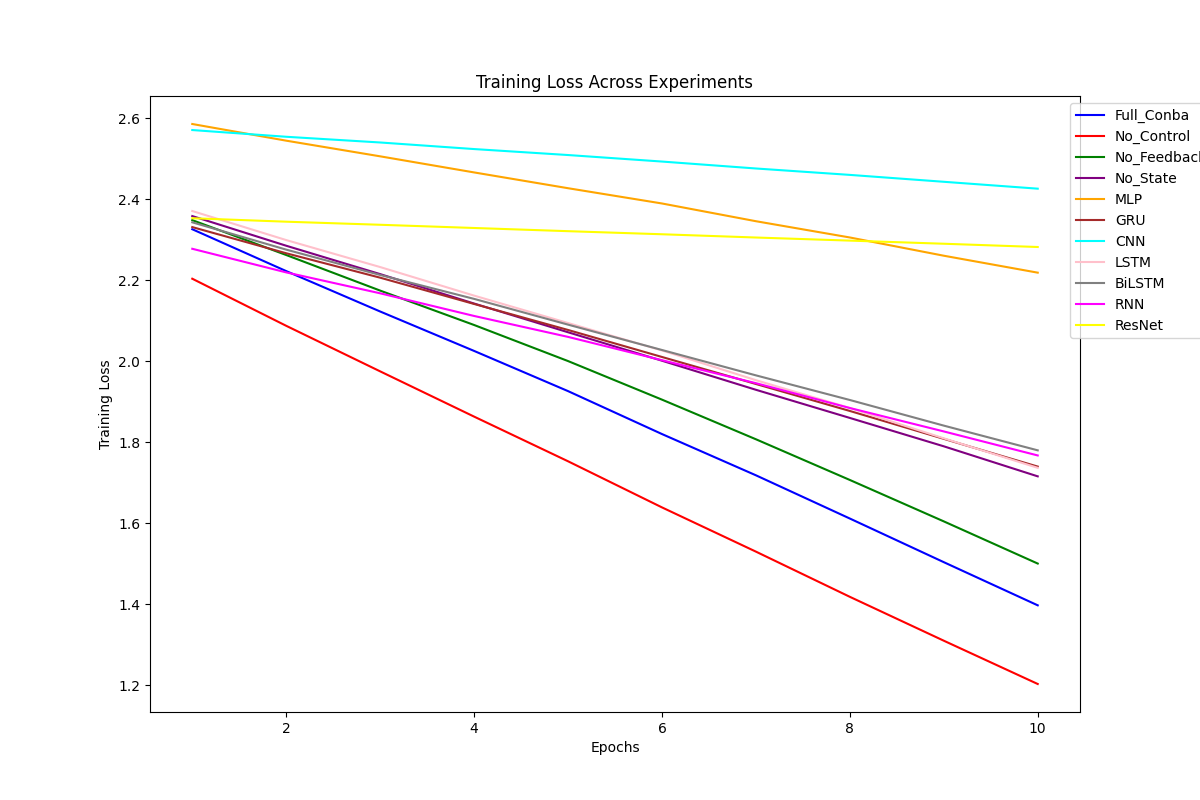 Training Loss Across Experiments
2.6
2.4
2.2
2.0
1.8
1.6
1.4
1.2
Training Loss
2
4
6
8
10
Epochs
Full_Conba
No_Control
No_Feedback
No_State
MLP
GRU
CNN
LSTM
BiLSTM
RNN
ResNet